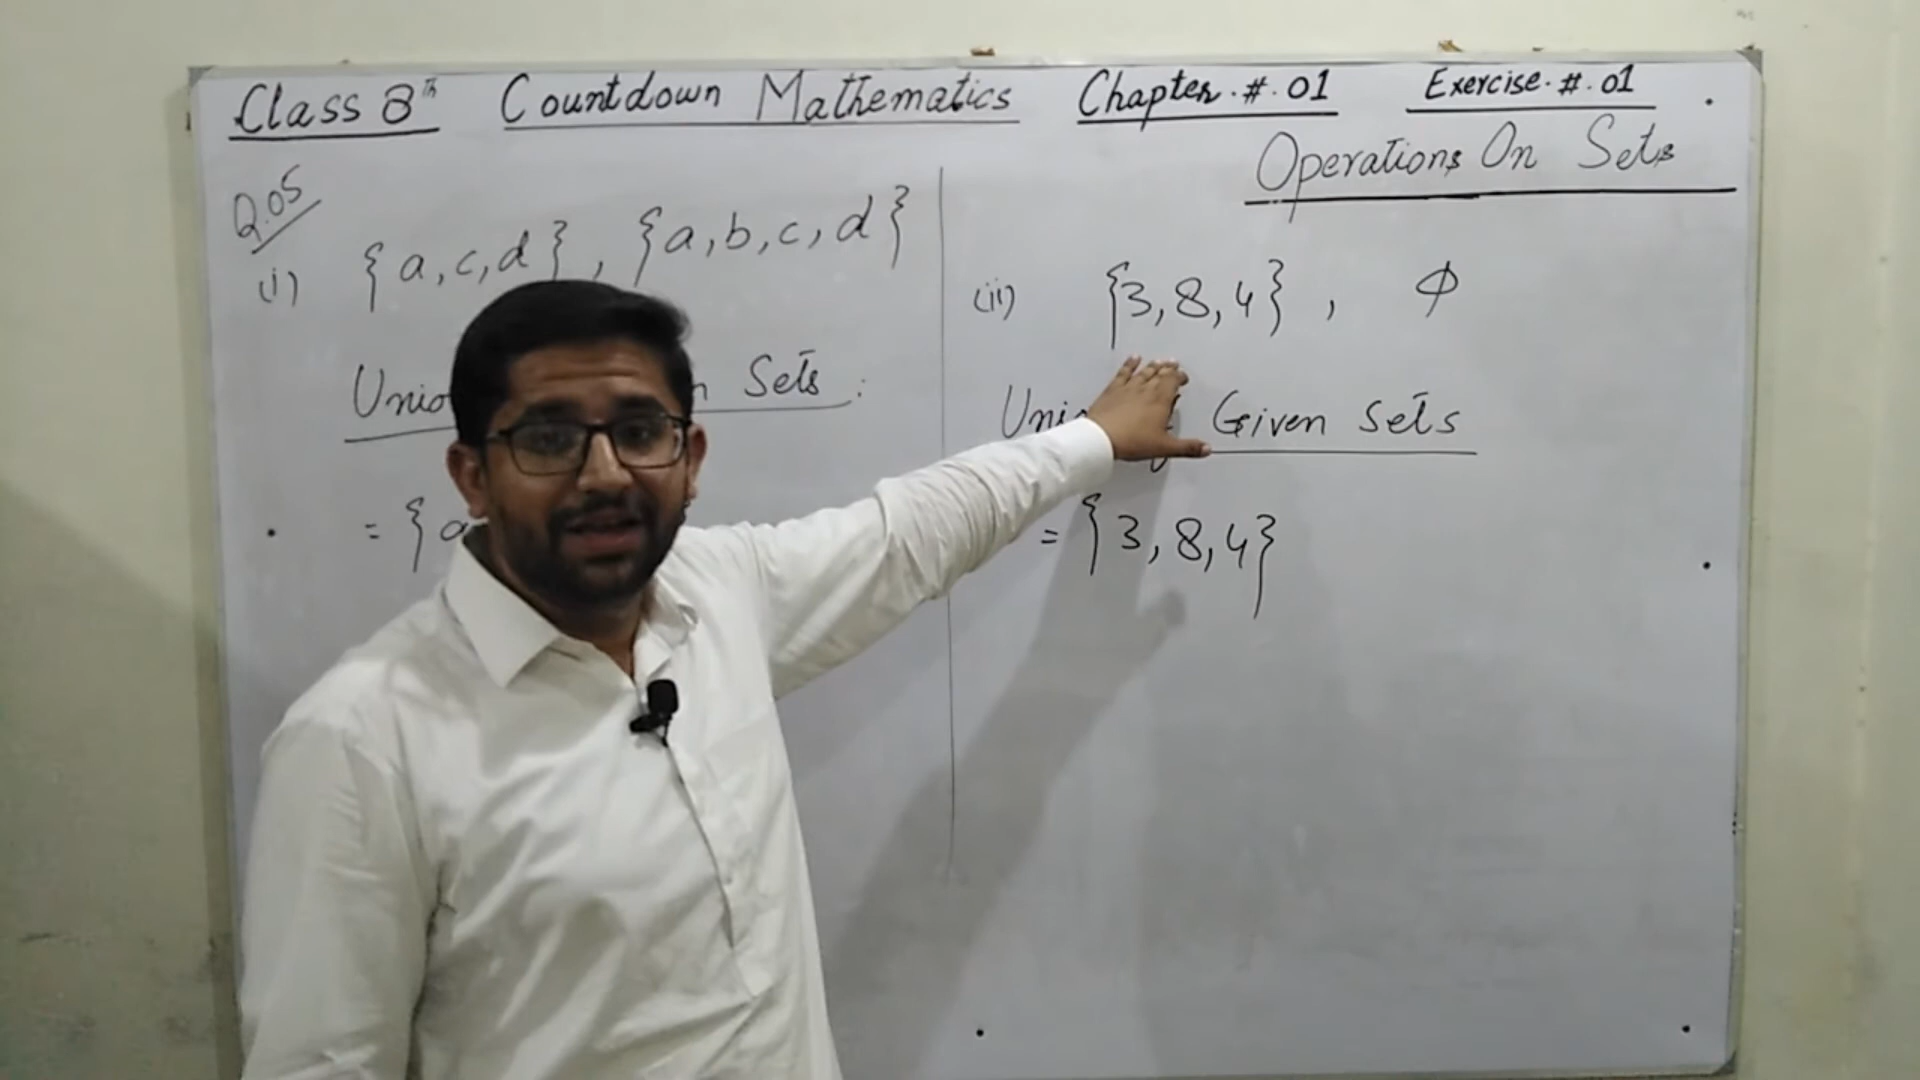 Class 8th Countdown Mathematics Chapter.#.01 Exercise.#.01
Operations On Sets
Q.05
(i) {a,c,d}, {a,b,c,d}
Sets:
= {a
(ii) {3,8,4}, ϕ
Given Sets
= {3,8,4}